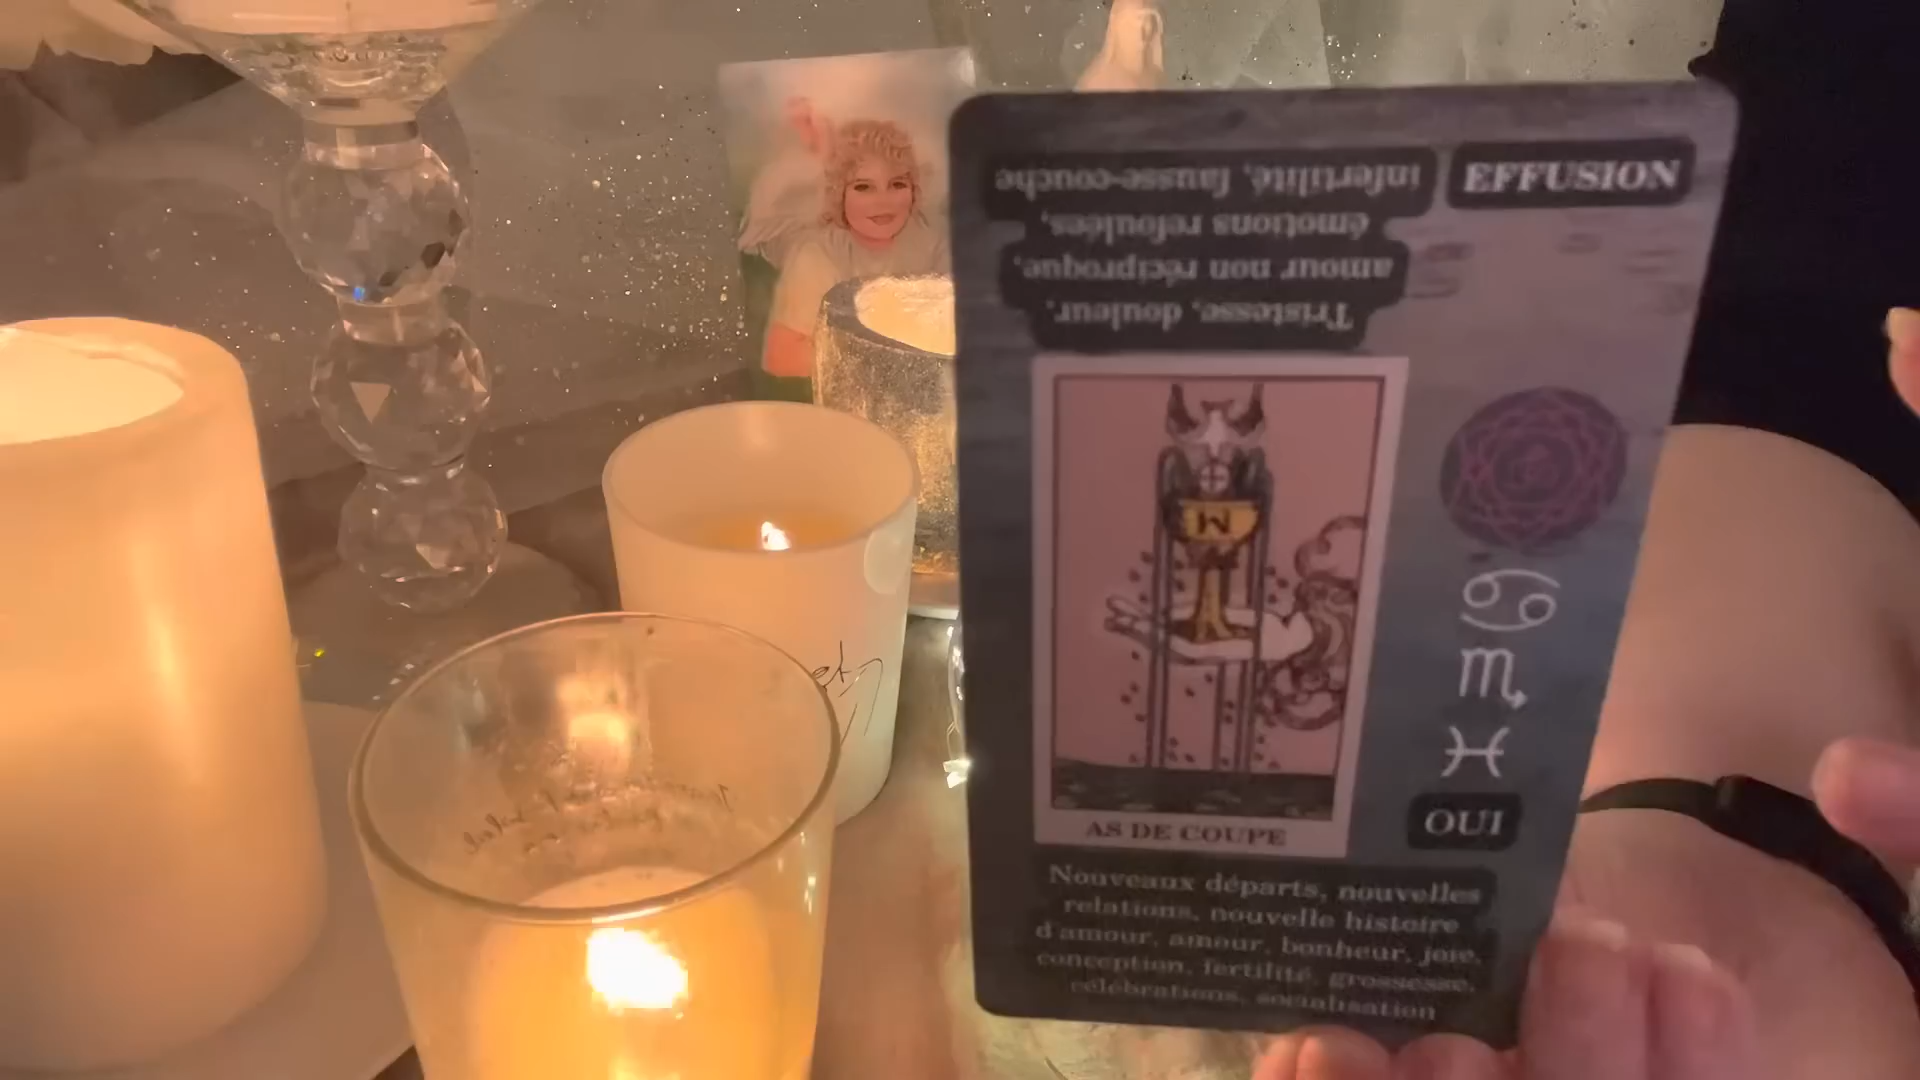 EFFUSION
Tristesse, douleur,
amour non réciproque,
émotions refoulées,
infertilité, fausse-couche
AS DE COUPE
OUI
Nouveaux départs, nouvelles
relations, nouvelle histoire
d'amour, amour, bonheur, joie,
conception, fertilité, grossesse,
célébrations, socialisation